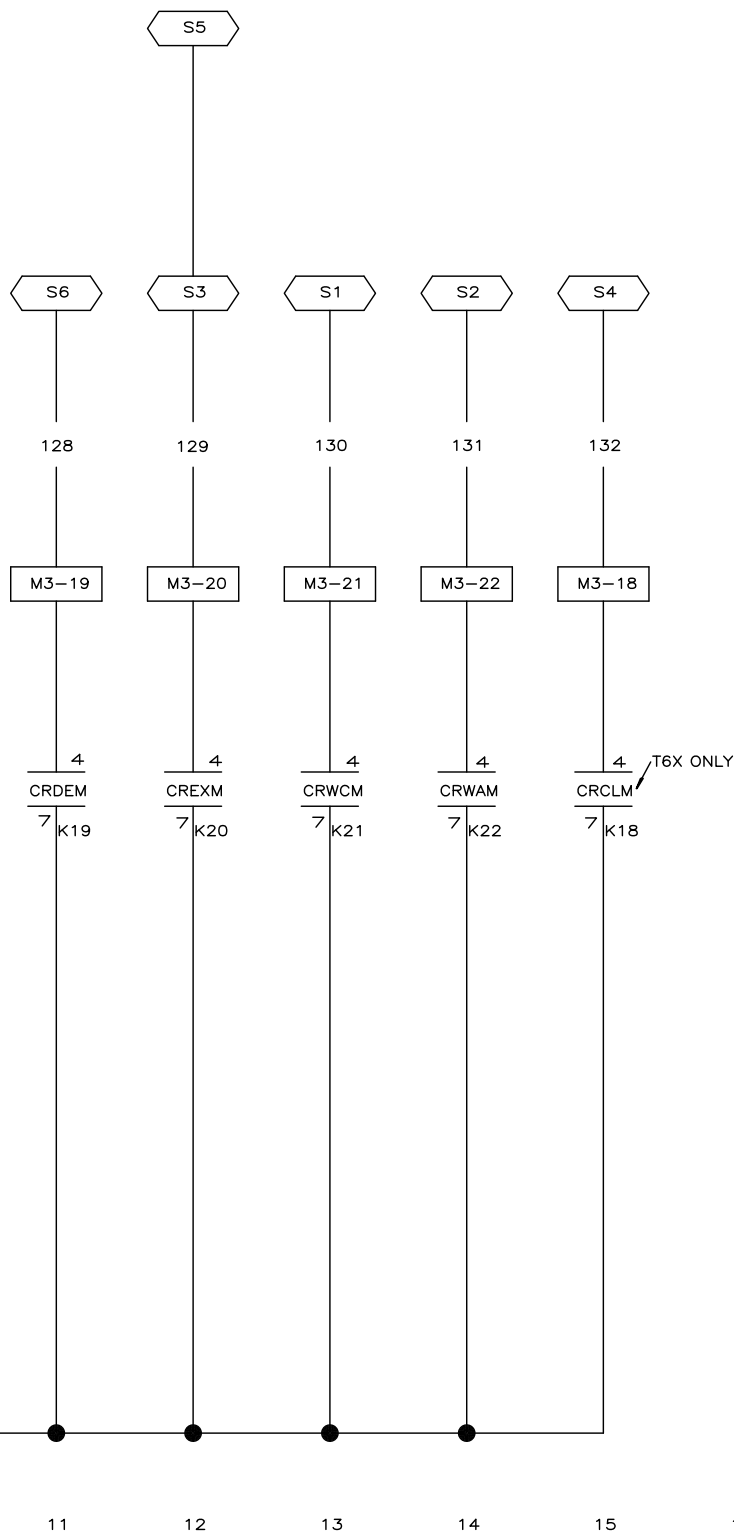 S5
S6 S3 S1 S2 S4
128 129 130 131 132
M3-19 M3-20 M3-21 M3-22 M3-18
4 4 4 4 4 T6X ONLY
CRDEM CREXM CRWCM CRWAM CRCLM
7 K19 7 K20 7 K21 7 K22 7 K18
11 12 13 14 15